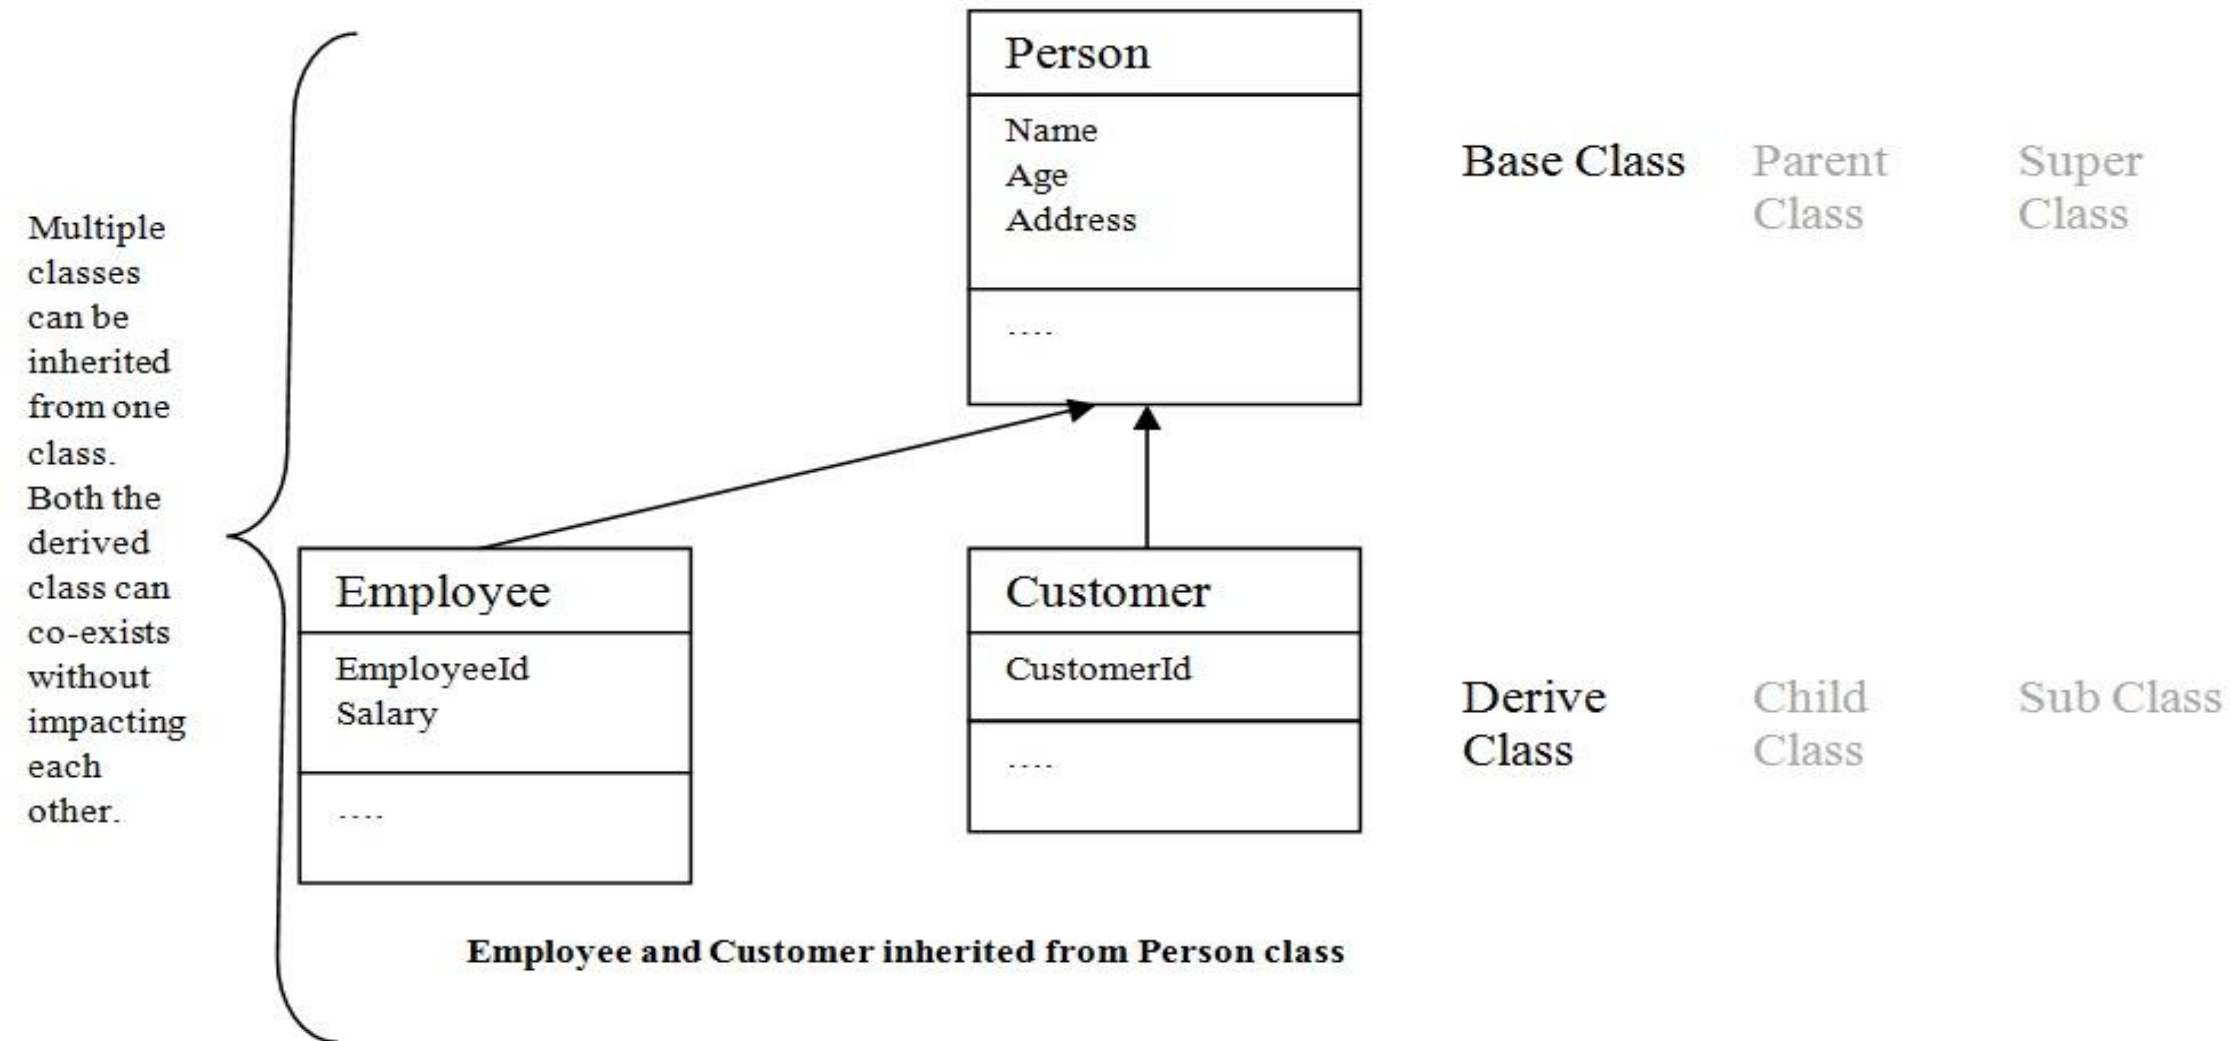 Multiple
classes
can be
inherited
from one
class.
Both the
derived
class can
co-exists
without
impacting
each
other.
Person
Name
Age
Address
....
Base Class
Parent
Class
Super
Class
Employee
EmployeeId
Salary
....
Customer
CustomerId
....
Derive
Class
Child
Class
Sub Class
Employee and Customer inherited from Person class